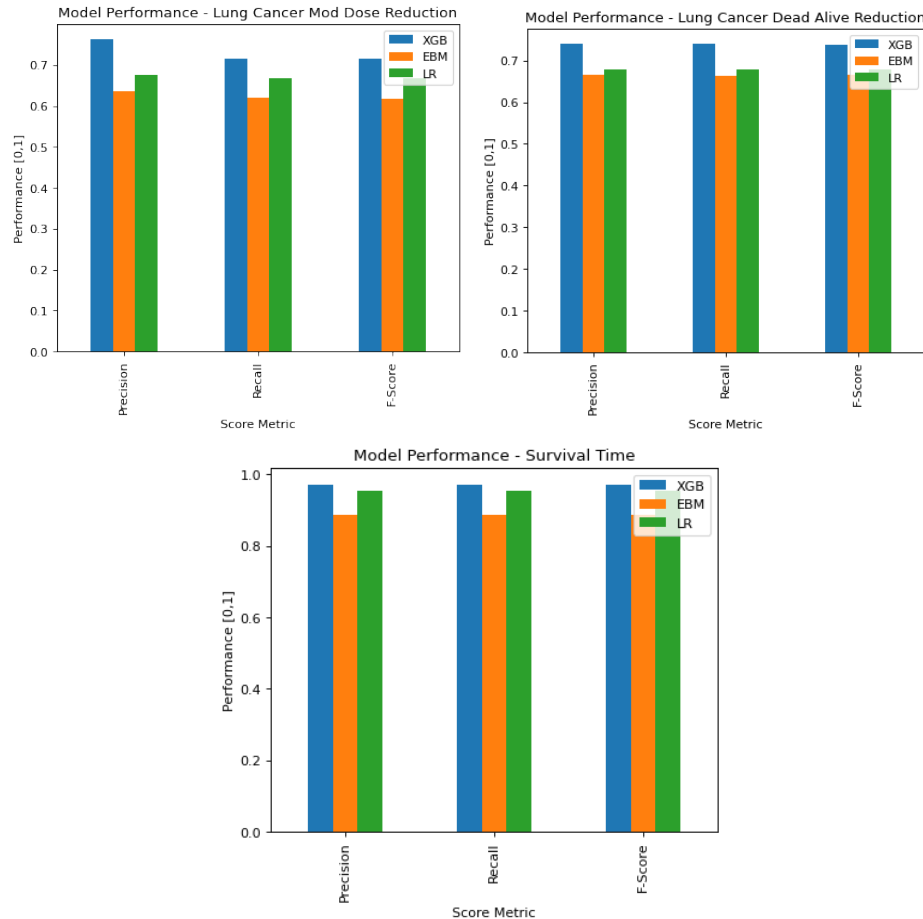 Model Performance - Lung Cancer Mod Dose Reduction
XGB
EBM
LR
0.7
0.6
0.5
0.4
0.3
0.2
0.1
0.0
Performance [0,1]
Precision
Recall
F-Score
Score Metric
Model Performance - Lung Cancer Dead Alive Reduction
XGB
EBM
LR
0.7
0.6
0.5
0.4
0.3
0.2
0.1
0.0
Performance [0,1]
Precision
Recall
F-Score
Score Metric
Model Performance - Survival Time
XGB
EBM
LR
1.0
0.8
0.6
0.4
0.2
0.0
Performance [0,1]
Precision
Recall
F-Score
Score Metric